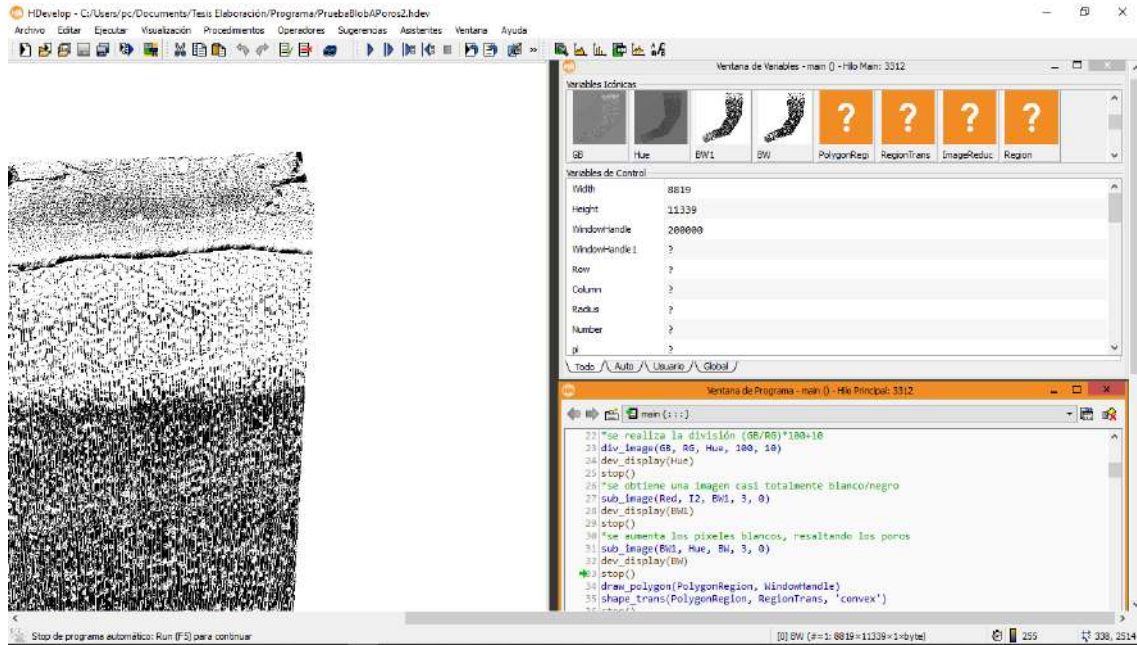 HDevelop - C:/Users/pc/Documents/Tesis Elaboración/Programa/PruebaBlobAPoros2.hdev
Archivo Editar Ejecutar Visualización Procedimientos Operadores Sugerencias Asistentes Ventana Ayuda
Ventana de Variables - main () - Hilo Main: 3312
Variables Icónicas
? ? ? ?
GB Hue BW1 BW PolygonRegi RegionTrans ImageReduc Region
Variables de Control
Width 8819
Height 11339
WindowHandle 200000
WindowHandle1 ?
Row ?
Column ?
Radius ?
Number ?
pi ?
Todo Auto Usuario Global
Ventana de Programa - main () - Hilo Principal: 3312
main (:::)
22 *se realiza la división (GB/RG)*100+10
23 div_image(GB, RG, Hue, 100, 10)
24 dev_display(Hue)
25 stop()
26 *se obtiene una imagen casi totalmente blanco/negro
27 sub_image(Red, I2, BW1, 3, 0)
28 dev_display(BW1)
29 stop()
30 *se aumenta los pixeles blancos, resaltando los poros
31 sub_image(BW1, Hue, BW, 3, 0)
32 dev_display(BW)
33 stop()
34 draw_polygon(PolygonRegion, WindowHandle)
35 shape_trans(PolygonRegion, RegionTrans, 'convex')
Stop de programa automático: Run (F5) para continuar
[0] BW (#=1: 8819×11339×1×byte) 255 338, 2514